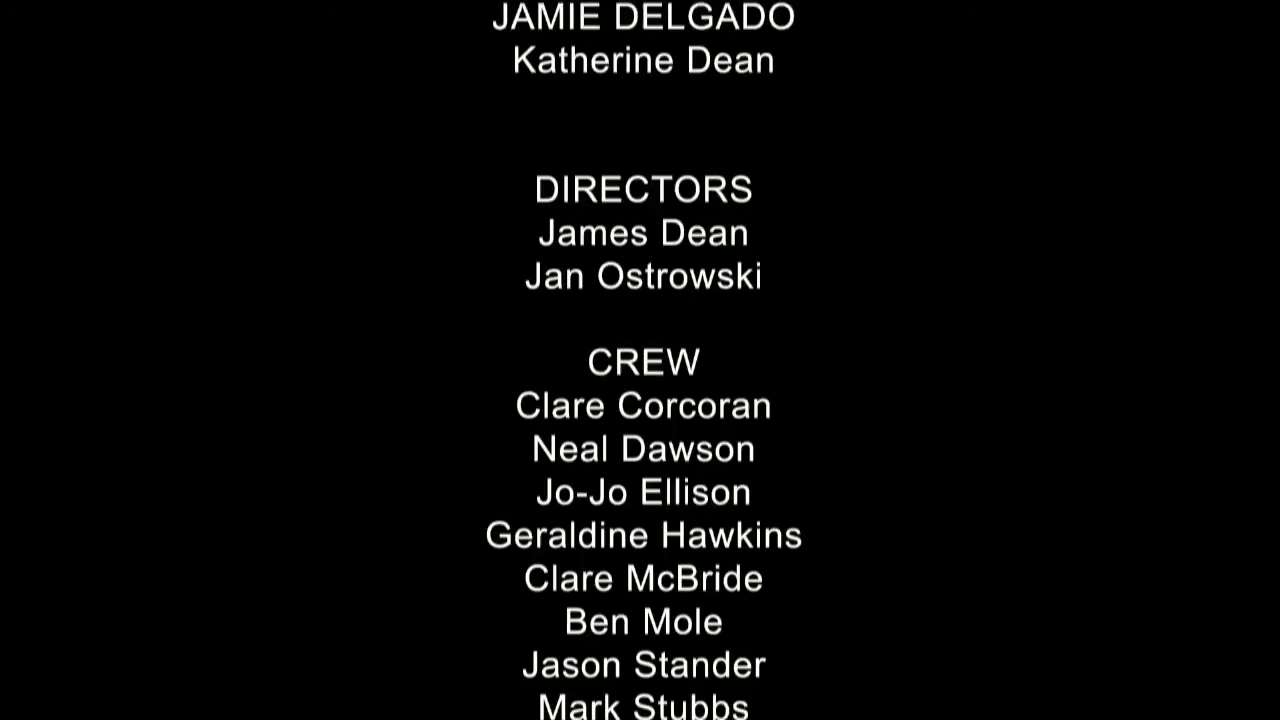 JAMIE DELGADO
Katherine Dean
DIRECTORS
James Dean
Jan Ostrowski
CREW
Clare Corcoran
Neal Dawson
Jo-Jo Ellison
Geraldine Hawkins
Clare McBride
Ben Mole
Jason Stander
Mark Stubbs